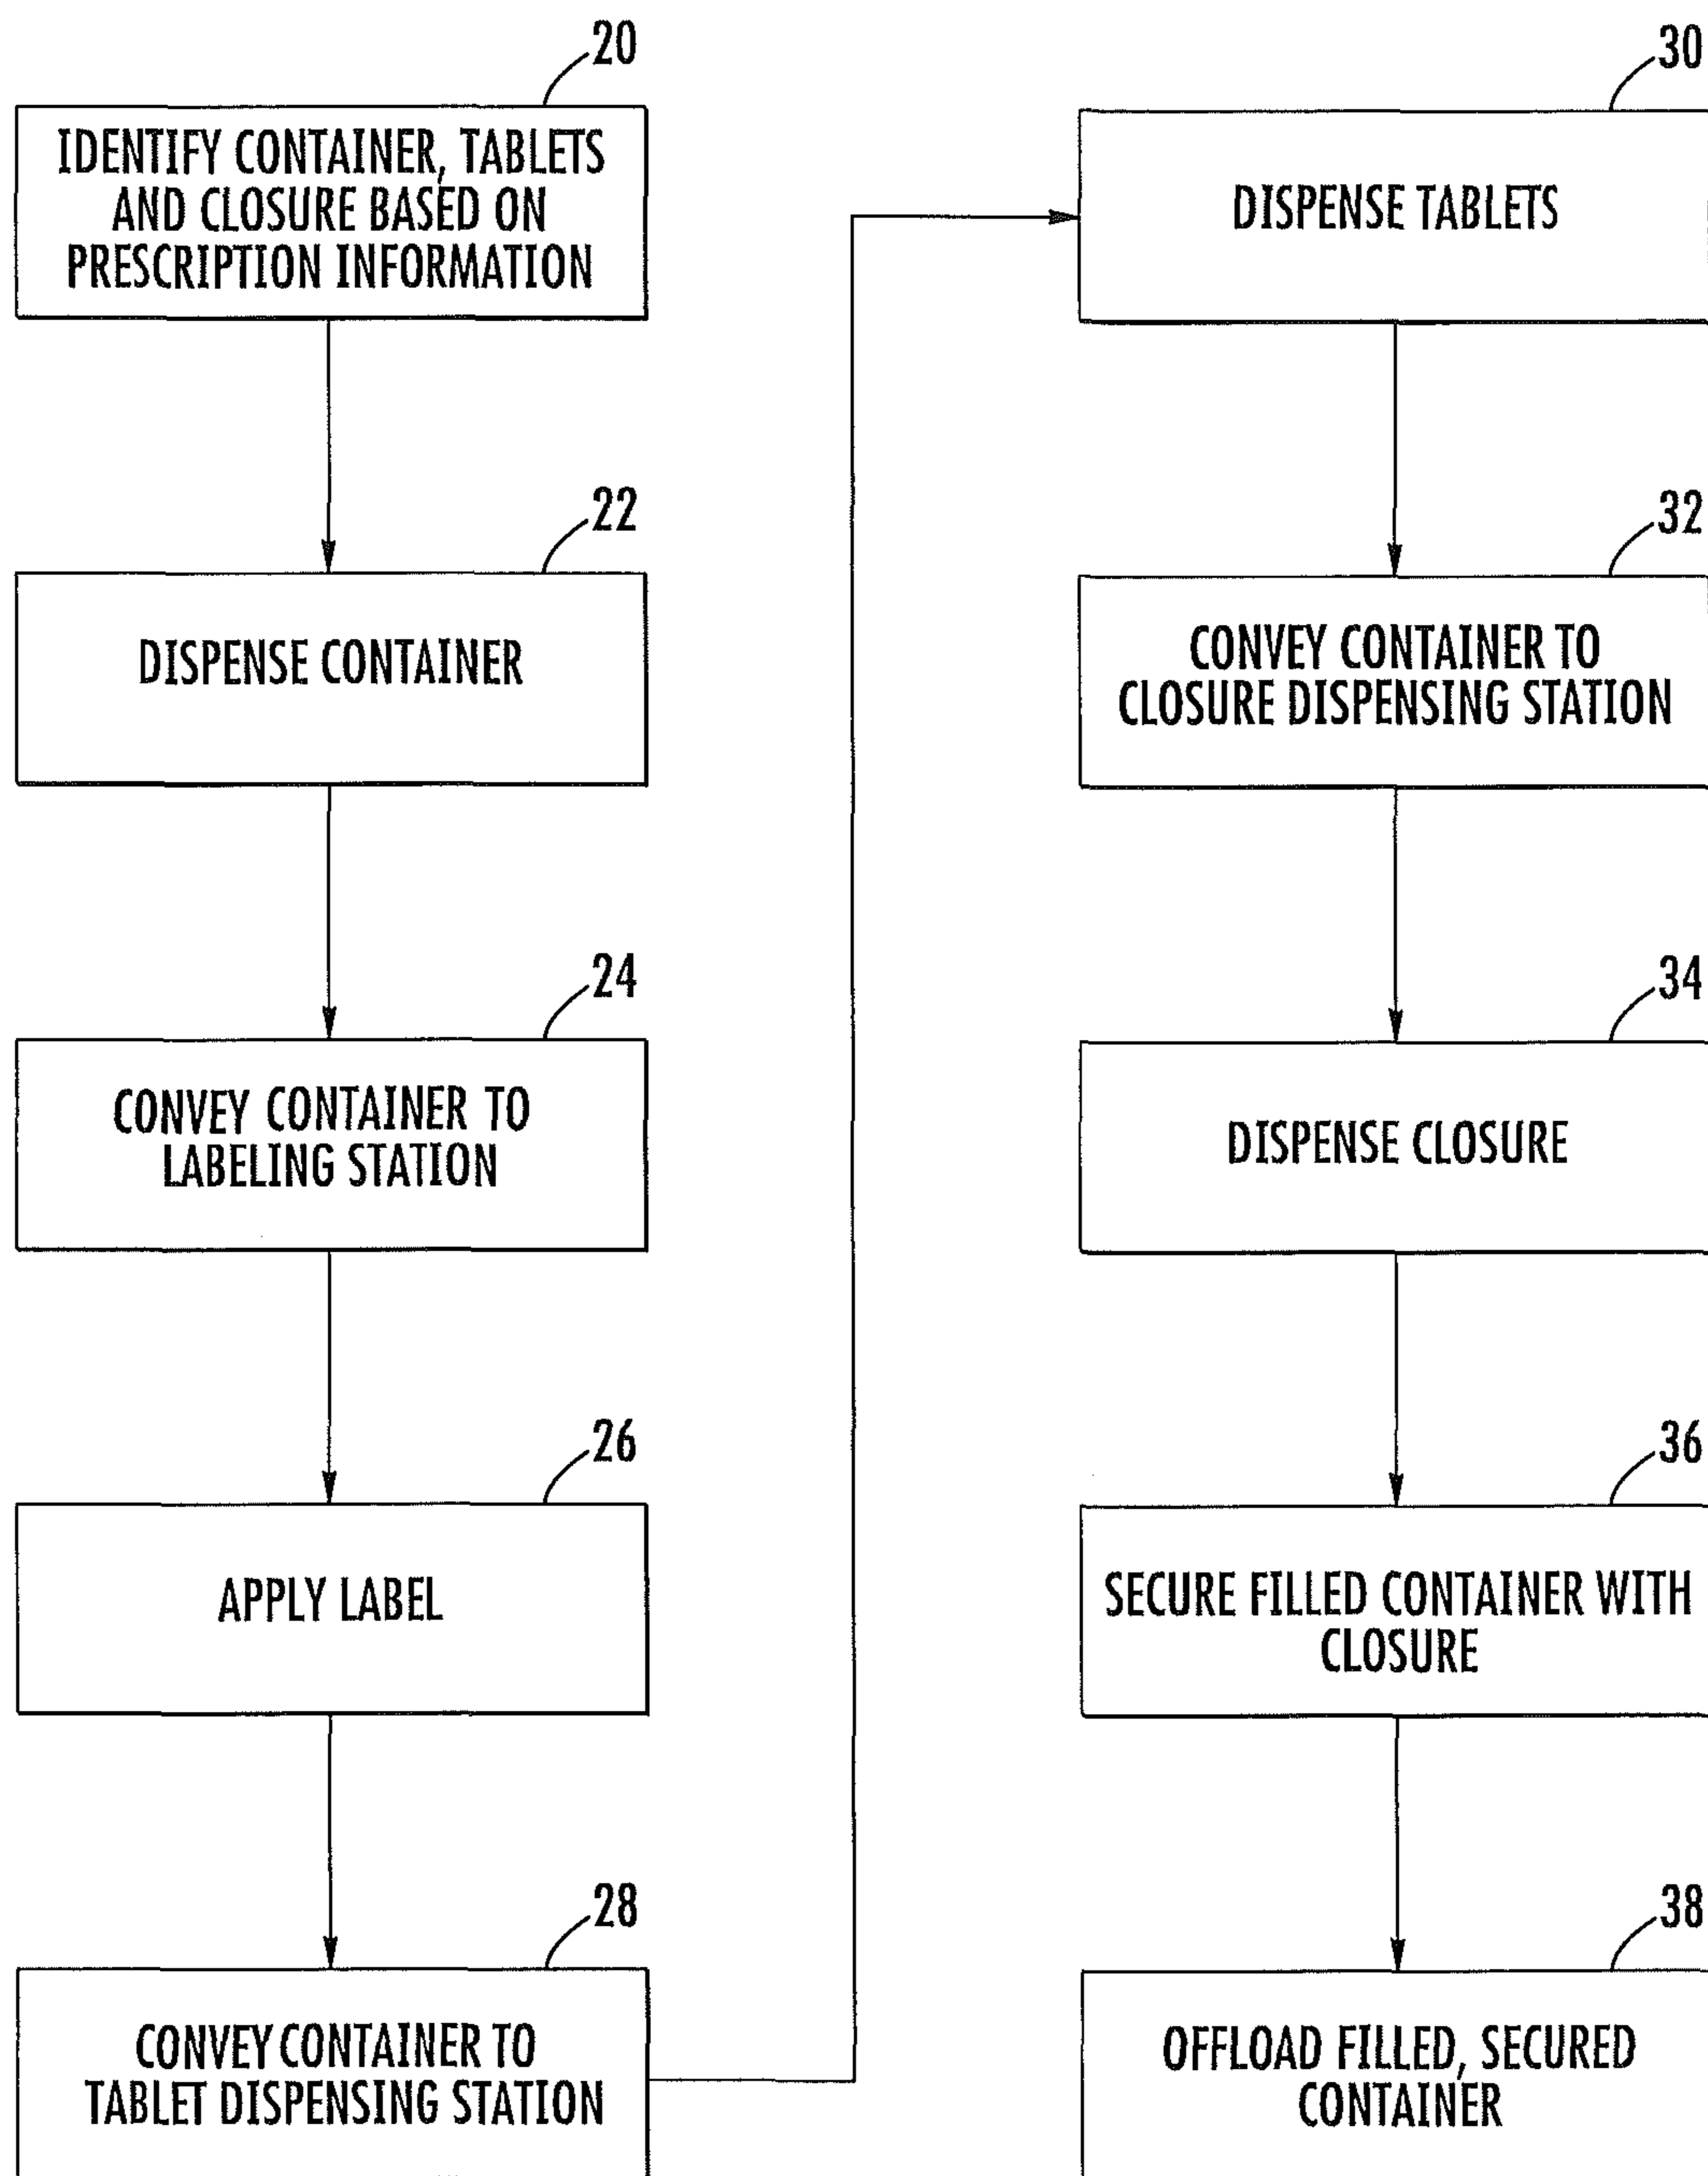 20
IDENTIFY CONTAINER, TABLETS
AND CLOSURE BASED ON
PRESCRIPTION INFORMATION
22
DISPENSE CONTAINER
24
CONVEY CONTAINER TO
LABELING STATION
26
APPLY LABEL
28
CONVEY CONTAINER TO
TABLET DISPENSING STATION
30
DISPENSE TABLETS
32
CONVEY CONTAINER TO
CLOSURE DISPENSING STATION
34
DISPENSE CLOSURE
36
SECURE FILLED CONTAINER WITH
CLOSURE
38
OFFLOAD FILLED, SECURED
CONTAINER